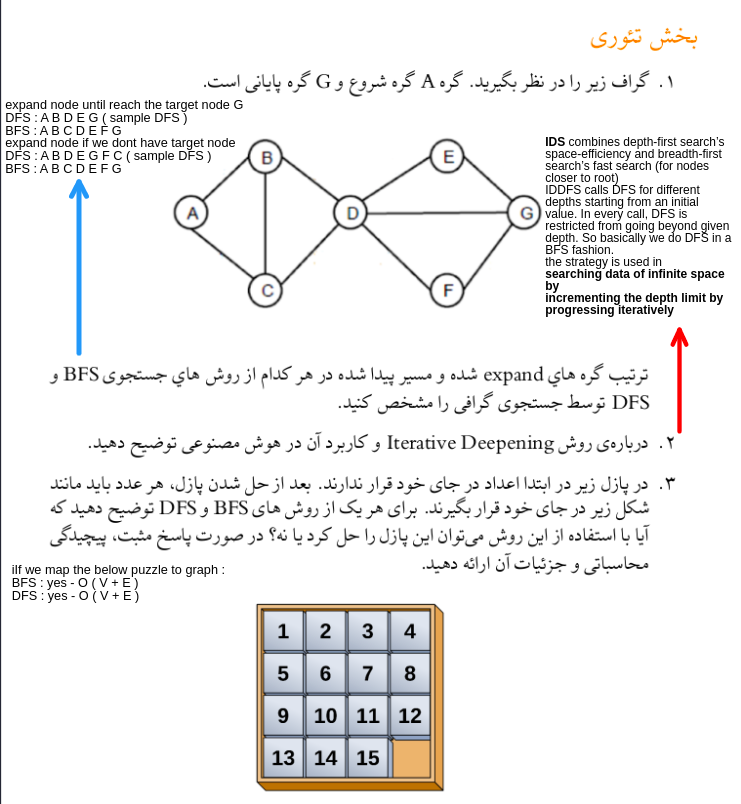 بخش تئوری
۱. گراف زیر را در نظر بگیرید. گره A گره شروع و G گره پایانی است.
expand node until reach the target node G
DFS : A B D E G ( sample DFS )
BFS : A B C D E F G
expand node if we dont have target node
DFS : A B D E G F C ( sample DFS )
BFS : A B C D E F G
B
E
A
D
G
C
F
IDS combines depth-first search’s
space-efficiency and breadth-first
search’s fast search (for nodes
closer to root)
IDDFS calls DFS for different
depths starting from an initial
value. In every call, DFS is
restricted from going beyond given
depth. So basically we do DFS in a
BFS fashion.
the strategy is used in
searching data of infinite space
by
incrementing the depth limit by
progressing iteratively
ترتیب گره هاي expand شده و مسیر پیدا شده در هر کدام از روش هاي جستجوی BFS و
DFS توسط جستجوی گرافی را مشخص کنید.
۲. درباره‌ی روش Iterative Deepening و کاربرد آن در هوش مصنوعی توضیح دهید.
۳. در پازل زیر در ابتدا اعداد در جای خود قرار ندارند. بعد از حل شدن پازل، هر عدد باید مانند
شکل زیر در جای خود قرار بگیرند. برای هر یک از روش های BFS و DFS توضیح دهید که
آیا با استفاده از این روش می‌توان این پازل را حل کرد یا نه؟ در صورت پاسخ مثبت، پیچیدگی
محاسباتی و جزئیات آن ارائه دهید.
iIf we map the below puzzle to graph :
BFS : yes - O ( V + E )
DFS : yes - O ( V + E )
1 2 3 4
5 6 7 8
9 10 11 12
13 14 15